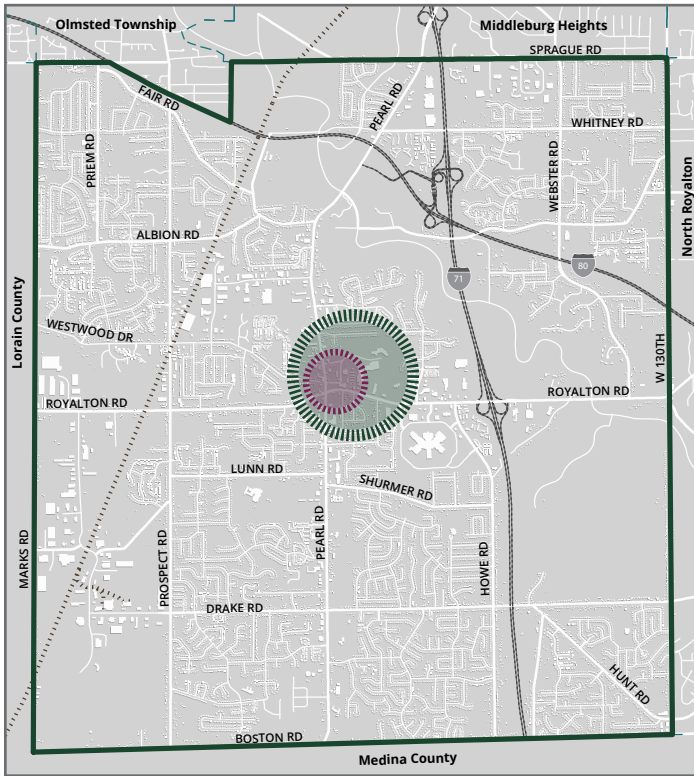 Olmsted Township
Middleburg Heights
SPRAGUE RD
FAIR RD
PEARL RD
WHITNEY RD
PRIEM RD
WEBSTER RD
North Royalton
ALBION RD
80
71
Lorain County
WESTWOOD DR
W 130TH
ROYALTON RD
ROYALTON RD
LUNN RD
SHURMER RD
MARKS RD
PROSPECT RD
PEARL RD
HOWE RD
DRAKE RD
HUNT RD
BOSTON RD
Medina County